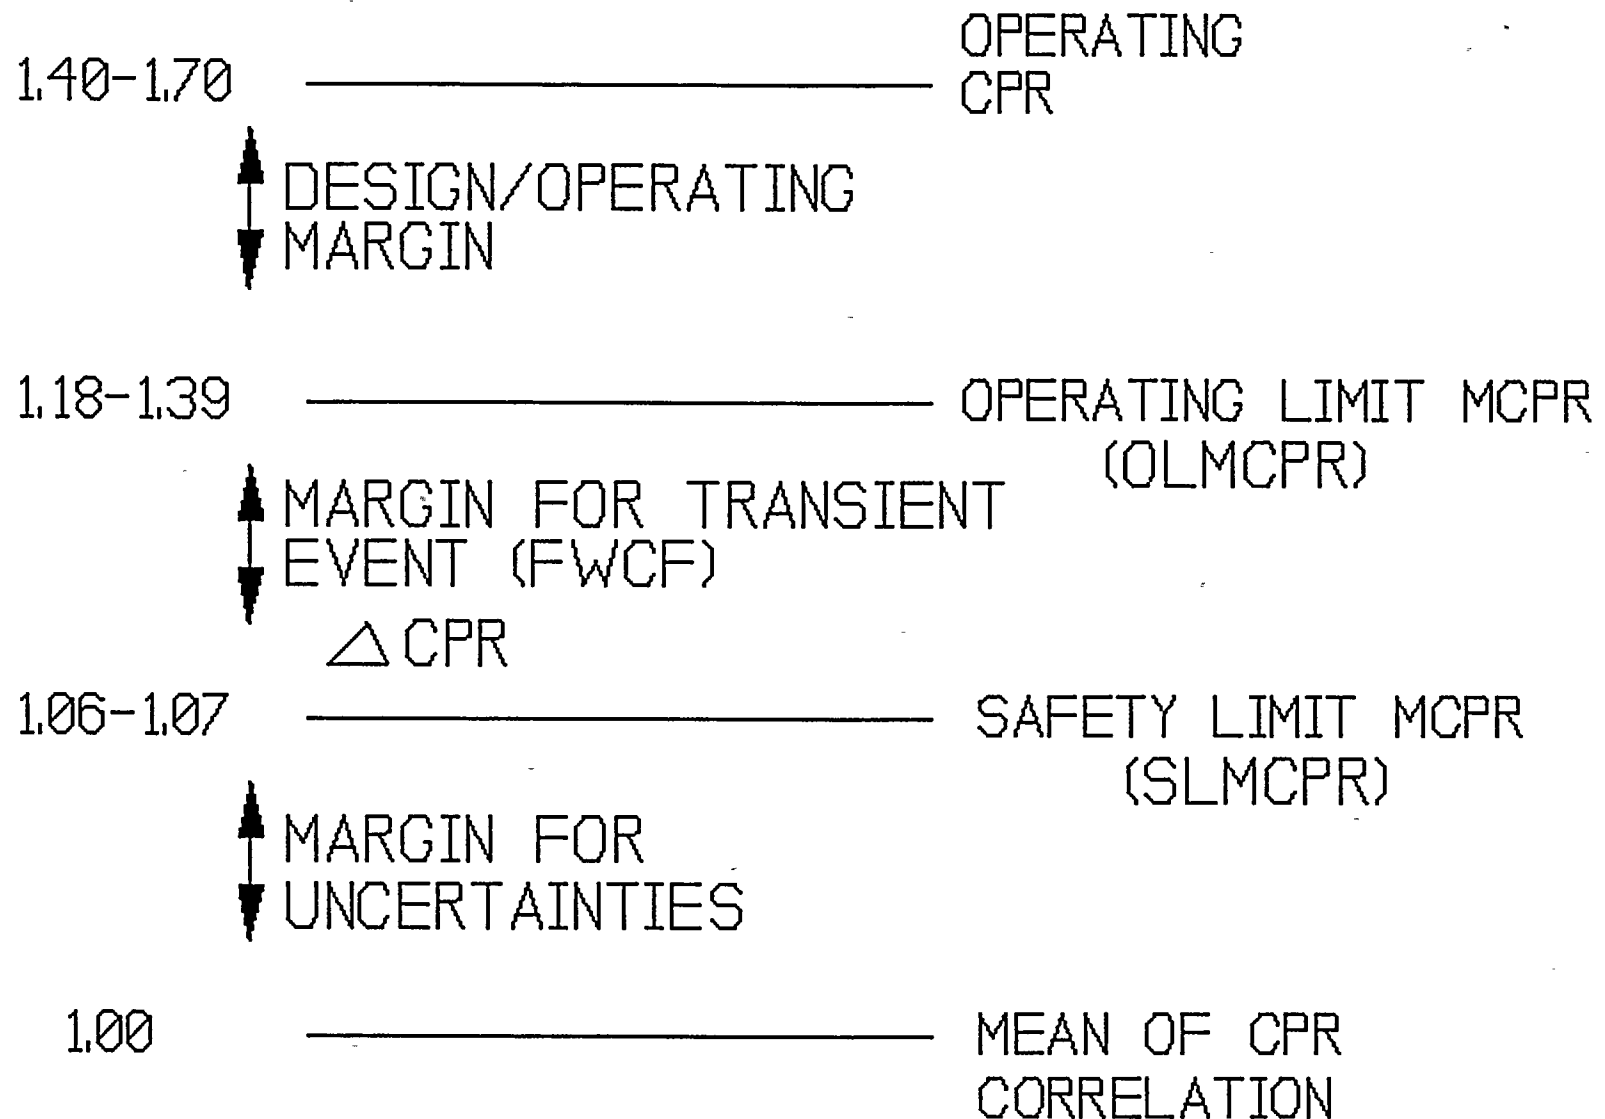 OPERATING
1.40-1.70 CPR
DESIGN/OPERATING
MARGIN
1.18-1.39 OPERATING LIMIT MCPR
(OLMCPR)
MARGIN FOR TRANSIENT
EVENT (FWCF)
△CPR
1.06-1.07 SAFETY LIMIT MCPR
(SLMCPR)
MARGIN FOR
UNCERTAINTIES
1.00 MEAN OF CPR
CORRELATION